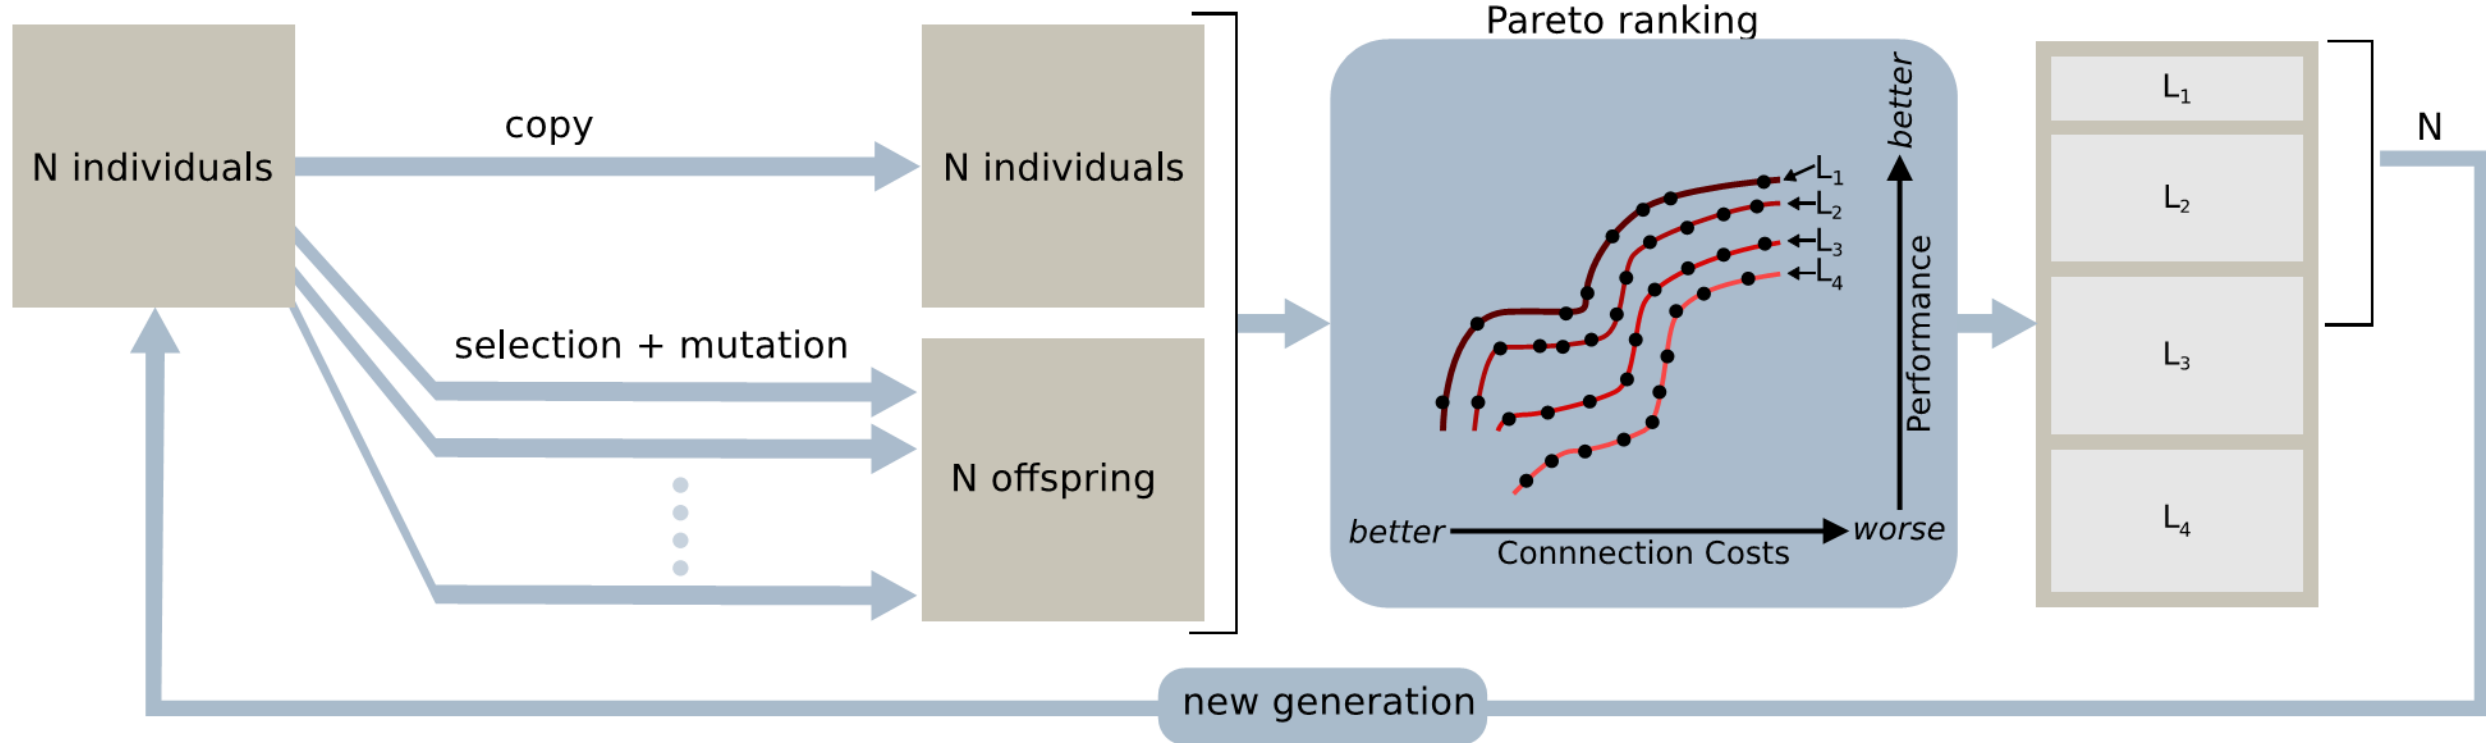 Pareto ranking
N individuals
copy
N individuals
selection + mutation
N offspring
better
Performance
L₁
L₂
L₃
L₄
better
worse
Connnection Costs
L₁
L₂
L₃
L₄
N
new generation